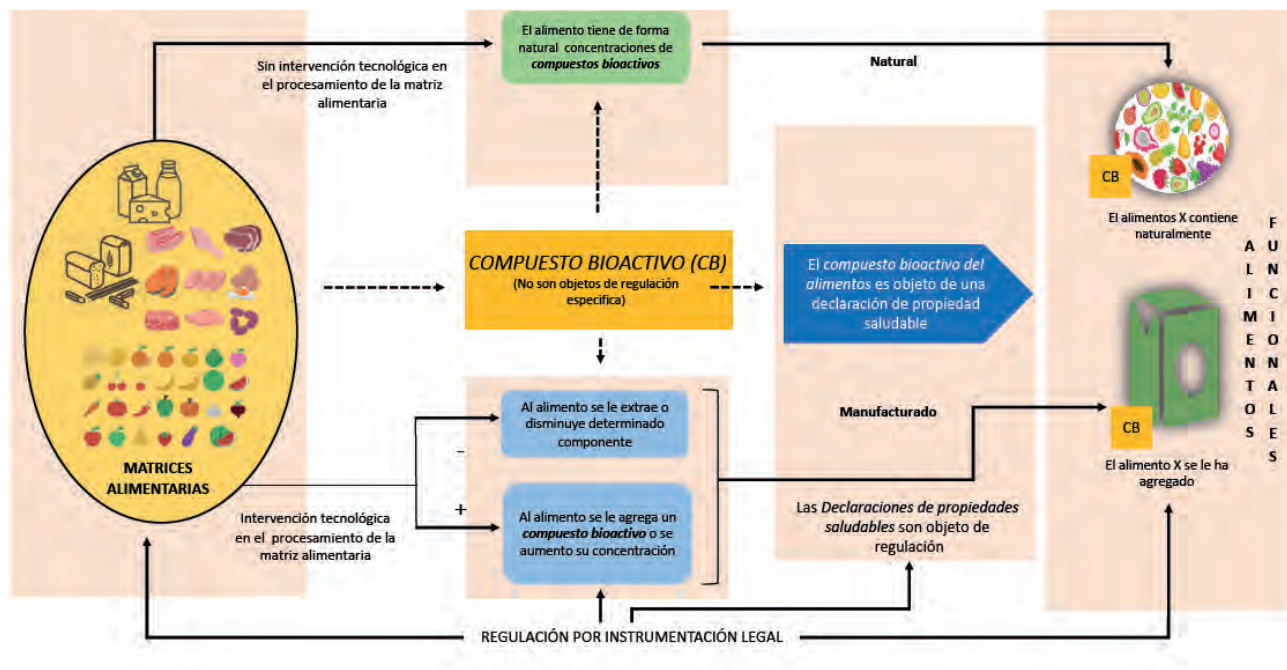 El alimento tiene de forma
natural concentraciones de
compuestos bioactivos
Sin intervención tecnológica en
el procesamiento de la matriz
alimentaria
Natural
CB
El alimentos X contiene
naturalmente
COMPUESTO BIOACTIVO (CB)
(No son objetos de regulación
especifica)
El compuesto bioactivo del
alimentos es objeto de una
declaración de propiedad
saludable
ALIMENTOS
FUNCIONALES
MATRICES
ALIMENTARIAS
Al alimento se le extrae o
disminuye determinado
componente
-
+
Manufacturado
CB
El alimento X se le ha
agregado
Intervención tecnológica
en el procesamiento de la
matriz alimentaria
Al alimento se le agrega un
compuesto bioactivo o se
aumento su concentración
Las Declaraciones de propiedades
saludables son objeto de
regulación
REGULACIÓN POR INSTRUMENTACIÓN LEGAL